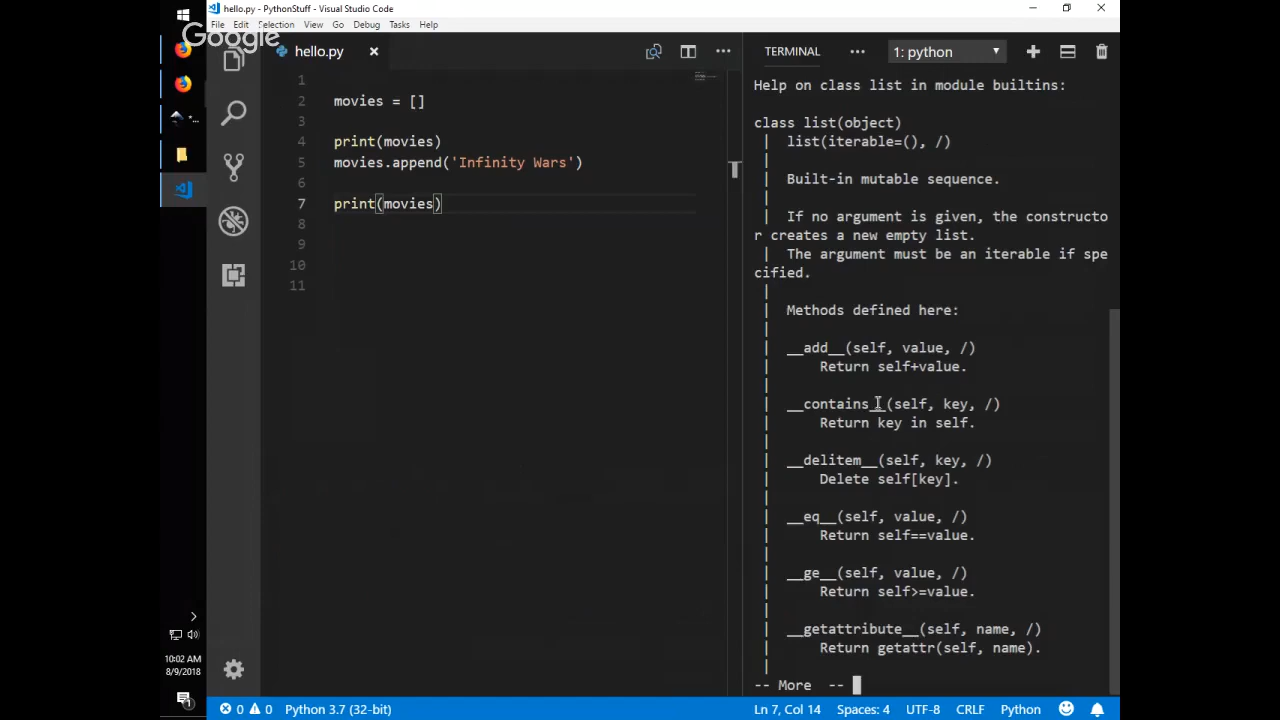 hello.py - PythonStuff - Visual Studio Code
File Edit Selection View Go Debug Tasks Help
Google
hello.py
TERMINAL
1: python
1
2 movies = []
3
4 print(movies)
5 movies.append('Infinity Wars')
6
7 print(movies)
8
9
10
11
Help on class list in module builtins:
class list(object)
| list(iterable=(), /)
|
| Built-in mutable sequence.
|
| If no argument is given, the constructo
r creates a new empty list.
| The argument must be an iterable if spe
cified.
|
| Methods defined here:
|
| __add__(self, value, /)
| Return self+value.
|
| __contains__(self, key, /)
| Return key in self.
|
| __delitem__(self, key, /)
| Delete self[key].
|
| __eq__(self, value, /)
| Return self==value.
|
| __ge__(self, value, /)
| Return self>=value.
|
| __getattribute__(self, name, /)
| Return getattr(self, name).
|
-- More --
10:02 AM
8/9/2018
1
0 0 Python 3.7 (32-bit)
Ln 7, Col 14 Spaces: 4 UTF-8 CRLF Python